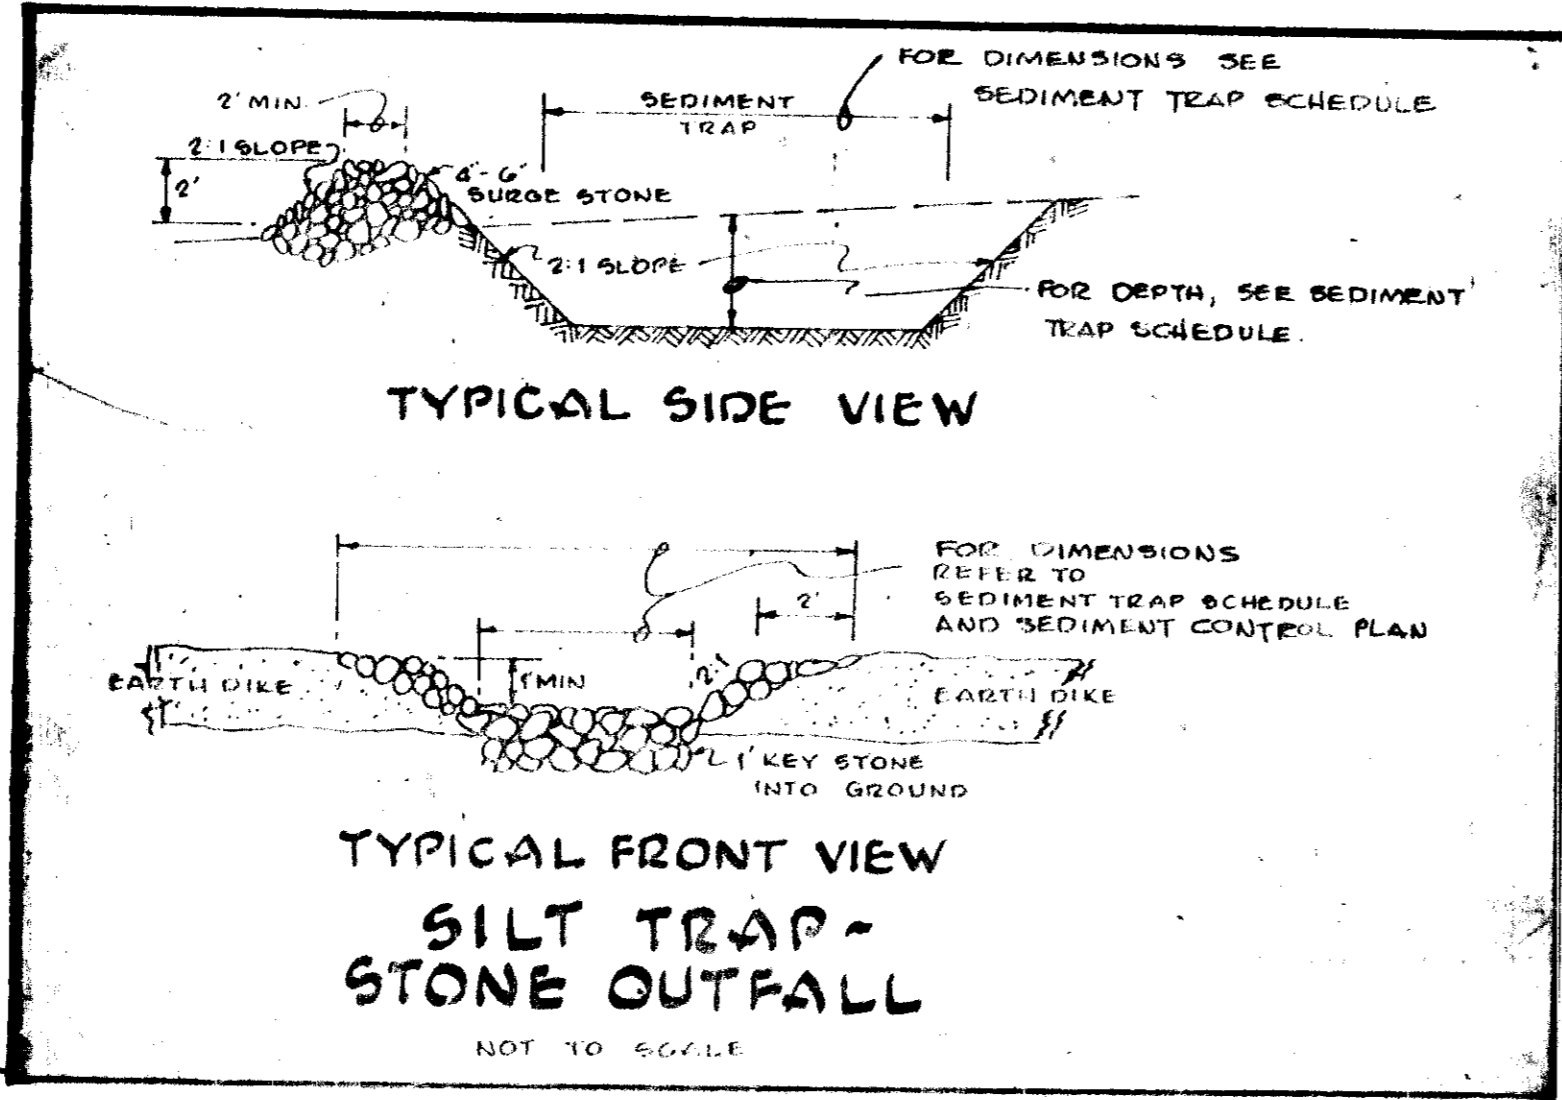 FOR DIMENSIONS SEE
SEDIMENT TRAP SCHEDULE
2' MIN.
SEDIMENT
TRAP
2:1 SLOPE
2'
4"-6"
SURGE STONE
2:1 SLOPE
FOR DEPTH, SEE SEDIMENT
TRAP SCHEDULE.
TYPICAL SIDE VIEW
FOR DIMENSIONS
REFER TO
SEDIMENT TRAP SCHEDULE
AND SEDIMENT CONTROL PLAN
2'
EARTH DIKE
1' MIN
2:1
EARTH DIKE
1' KEY STONE
INTO GROUND
TYPICAL FRONT VIEW
SILT TRAP-
STONE OUTFALL
NOT TO SCALE